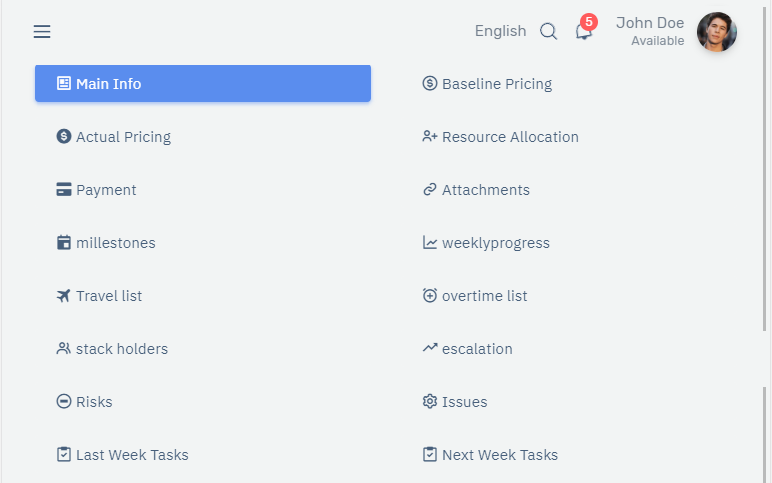 English
5
John Doe
Available
Main Info
Baseline Pricing
Actual Pricing
Resource Allocation
Payment
Attachments
millestones
weeklyprogress
Travel list
overtime list
stack holders
escalation
Risks
Issues
Last Week Tasks
Next Week Tasks